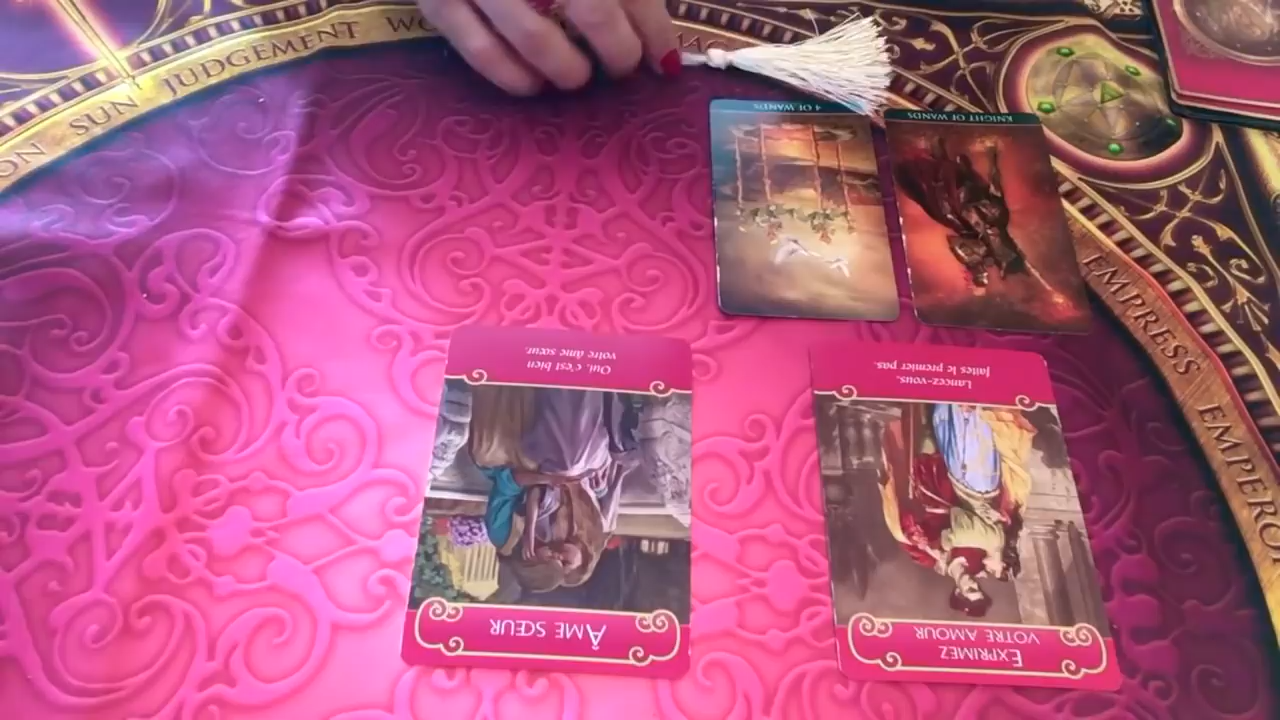 ON
SUN
JUDGEMENT
EMPRESS
EMPEROR
4 OF WANDS
KNIGHT OF WANDS
ÂME SŒUR
Oui, c'est bien
votre âme sœur.
EXPRIMEZ
VOTRE AMOUR
Lancez-vous,
faites le premier pas.